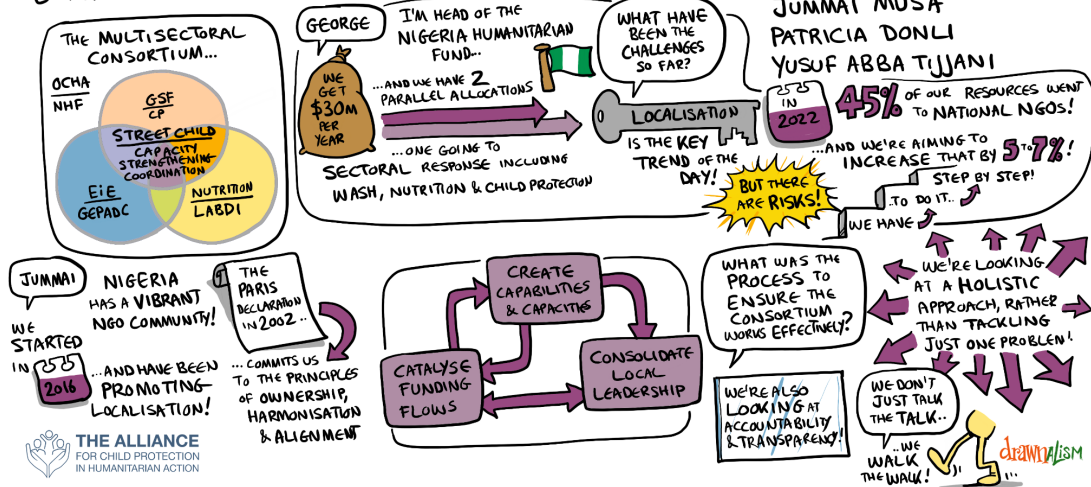 THE MULTISECTORAL
CONSORTIUM...
OCHA
NHF
GSF
CP
STREET CHILD
CAPACITY
STRENGTHENING
COORDINATION
EiE
GEPADC
NUTRITION
LABDI
GEORGE
WE
GET
$30M
PER
YEAR
I'M HEAD OF THE
NIGERIA HUMANITARIAN
FUND...
...AND WE HAVE 2
PARALLEL ALLOCATIONS
...ONE GOING TO
SECTORAL RESPONSE INCLUDING
WASH, NUTRITION & CHILD PROTECTION
WHAT HAVE
BEEN THE
CHALLENGES
SO FAR?
LOCALISATION
IS THE KEY
TREND OF THE
DAY!
JUMMAI MUSA
PATRICIA DONLI
YUSUF ABBA TIJJANI
IN
2022
45% OF OUR RESOURCES WENT
TO NATIONAL NGOS!
...AND WE'RE AIMING TO
INCREASE THAT BY 5 TO 7%!
STEP BY STEP!
..TO DO IT..
WE HAVE
BUT THERE
ARE RISKS!
JUMMAI
WE
STARTED
IN
2016
NIGERIA
HAS A VIBRANT
NGO COMMUNITY!
...AND HAVE BEEN
PROMOTING
LOCALISATION!
THE
PARIS
DECLARATION
IN 2002..
... COMMITS US
TO THE PRINCIPLES
OF OWNERSHIP,
HARMONISATION
& ALIGNMENT
CREATE
CAPABILITIES
& CAPACITIES
CATALYSE
FUNDING
FLOWS
CONSOLIDATE
LOCAL
LEADERSHIP
WHAT WAS THE
PROCESS TO
ENSURE THE
CONSORTIUM
WORKS EFFECTIVELY?
WE'RE ALSO
LOOKING AT
ACCOUNTABILITY
& TRANSPARENCY!
WE'RE LOOKING
AT A HOLISTIC
APPROACH, RATHER
THAN TACKLING
JUST ONE PROBLEM!
WE DON'T
JUST TALK
THE TALK..
..WE
WALK
THE WALK!
drawnalism
THE ALLIANCE
FOR CHILD PROTECTION
IN HUMANITARIAN ACTION